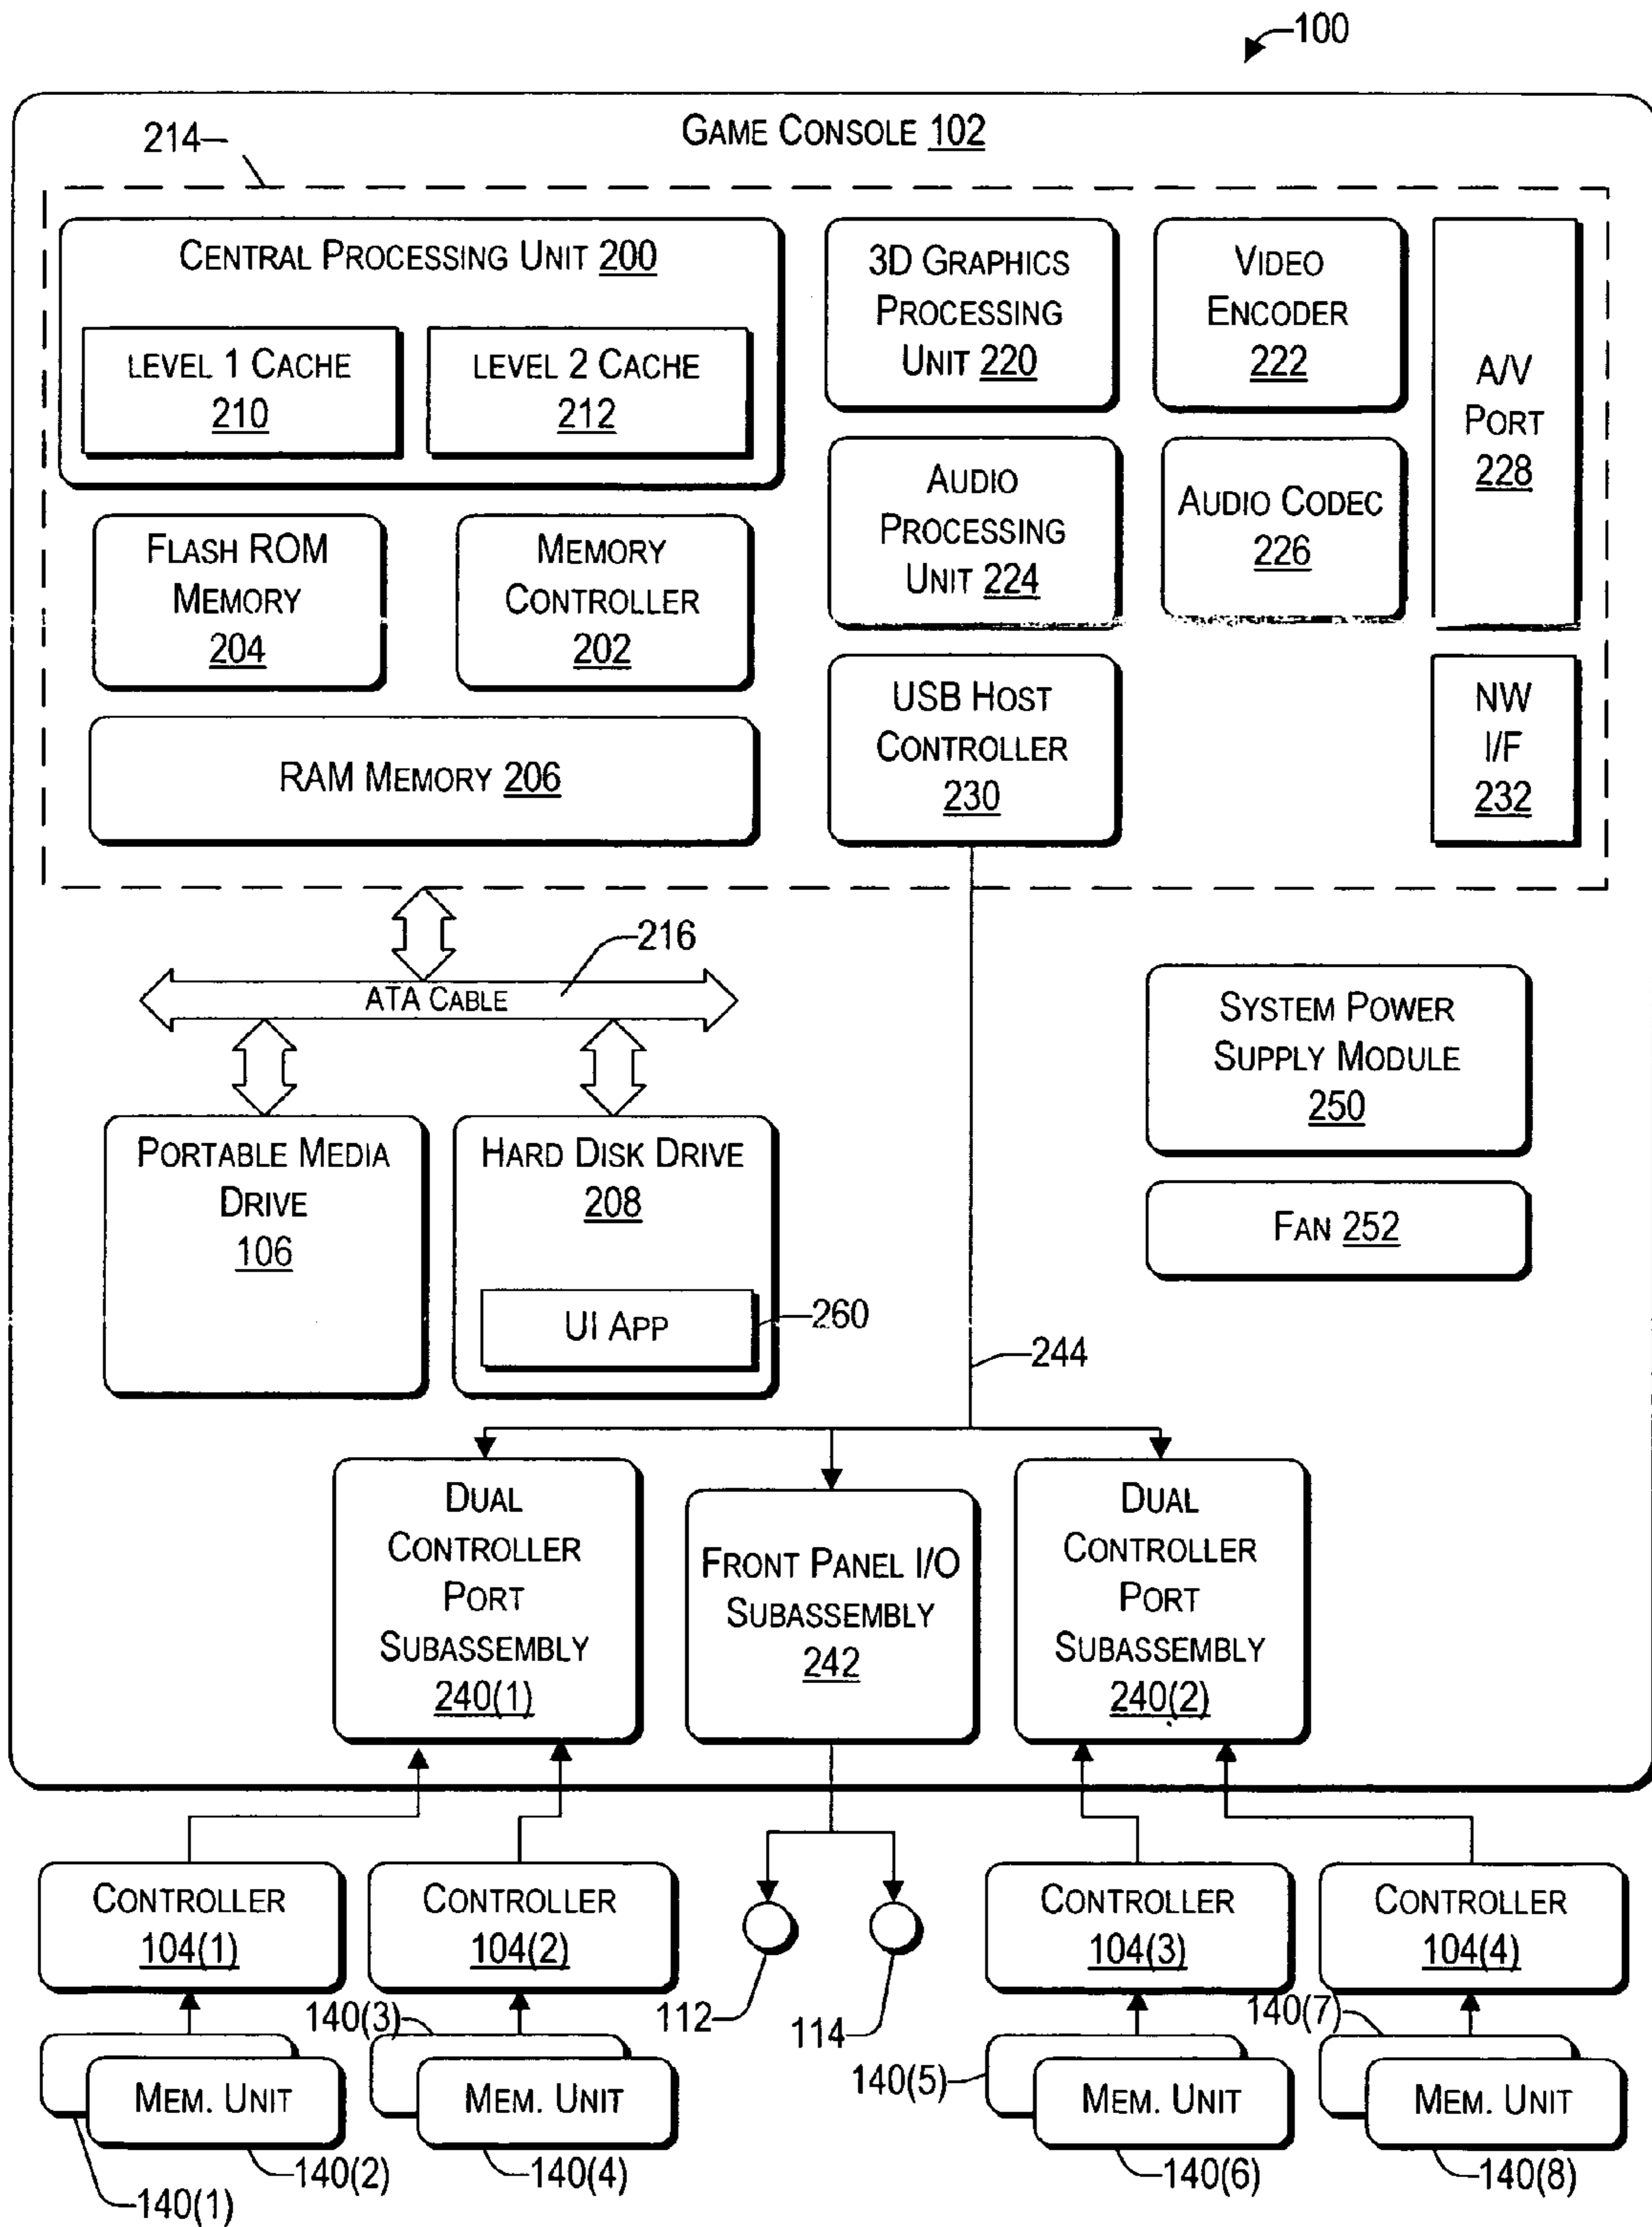 100
GAME CONSOLE 102
214
CENTRAL PROCESSING UNIT 200
LEVEL 1 CACHE
210
LEVEL 2 CACHE
212
3D GRAPHICS
PROCESSING
UNIT 220
VIDEO
ENCODER
222
A/V
PORT
228
AUDIO
PROCESSING
UNIT 224
AUDIO CODEC
226
FLASH ROM
MEMORY
204
MEMORY
CONTROLLER
202
USB HOST
CONTROLLER
230
NW
I/F
232
RAM MEMORY 206
216
ATA CABLE
SYSTEM POWER
SUPPLY MODULE
250
PORTABLE MEDIA
DRIVE
106
HARD DISK DRIVE
208
FAN 252
UI APP
260
244
DUAL
CONTROLLER
PORT
SUBASSEMBLY
240(1)
FRONT PANEL I/O
SUBASSEMBLY
242
DUAL
CONTROLLER
PORT
SUBASSEMBLY
240(2)
CONTROLLER
104(1)
CONTROLLER
104(2)
CONTROLLER
104(3)
CONTROLLER
104(4)
112
114
140(3)
140(7)
140(5)
MEM. UNIT
MEM. UNIT
MEM. UNIT
MEM. UNIT
140(2)
140(4)
140(6)
140(8)
140(1)